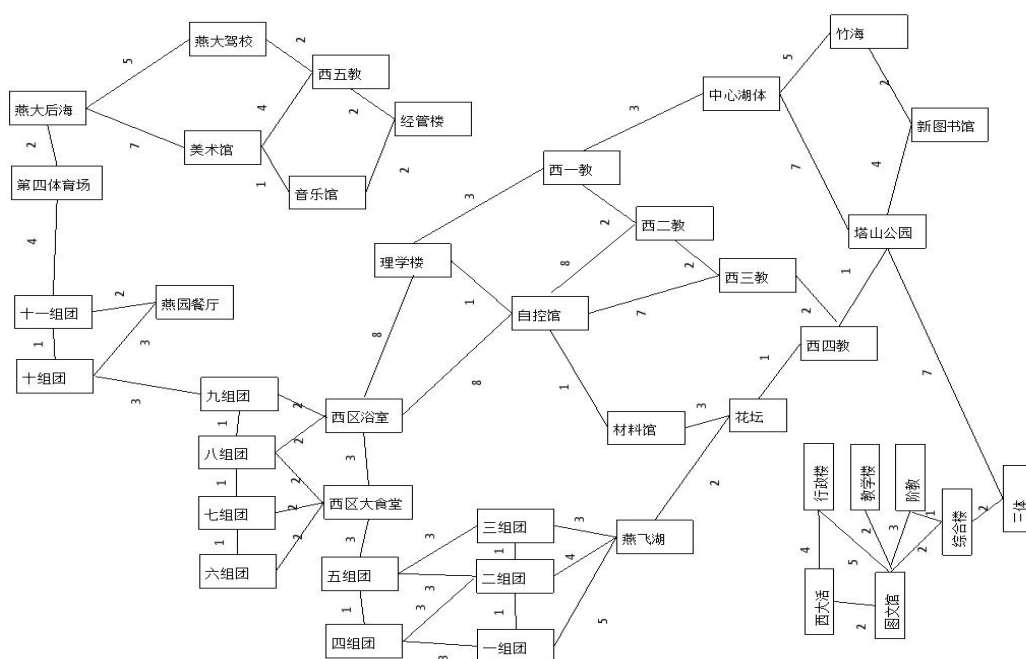 竹海
燕大驾校
5
2
5
西五教
2
中心湖体
3
燕大后海
4
2
经管楼
新图书馆
2
7
美术馆
7
4
西一教
第四体育场
1
音乐馆
2
3
2
西二教
塔山公园
4
理学楼
8
2
西三教
1
1
2
十一组团
2
燕园餐厅
自控馆
7
西四教
1
3
8
1
7
十组团
8
1
3
九组团
2
西区浴室
3
花坛
1
2
材料馆
八组团
3
行政楼
教学楼
阶教
2
1
2
西区大食堂
2
综合楼
三体
七组团
2
三组团
3
1
2
1
3
3
燕飞湖
4
2
3
2
六组团
五组团
1
4
5
3
二组团
1
3
1
5
西大活
图文馆
四组团
一组团
2
3